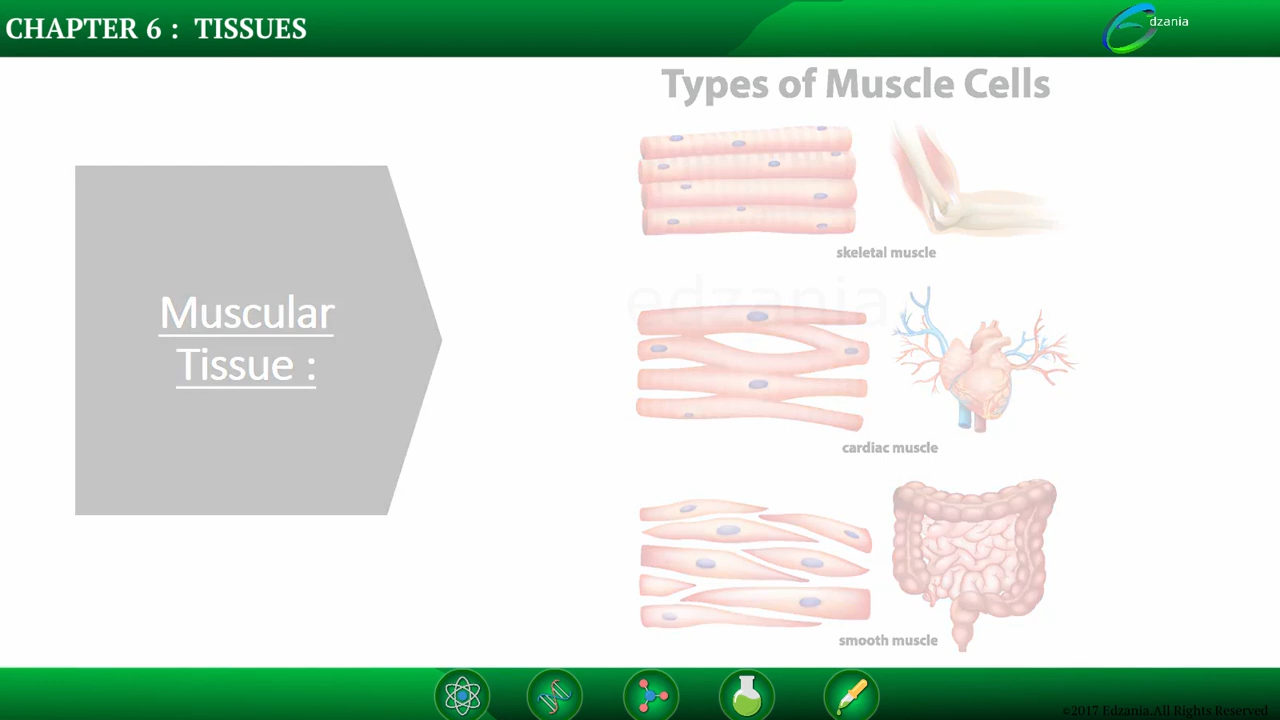 CHAPTER 6 : TISSUES
dzania
Types of Muscle Cells
skeletal muscle
Muscular
Tissue :
edzania
cardiac muscle
smooth muscle
©2017 Edzania.All Rights Reserved